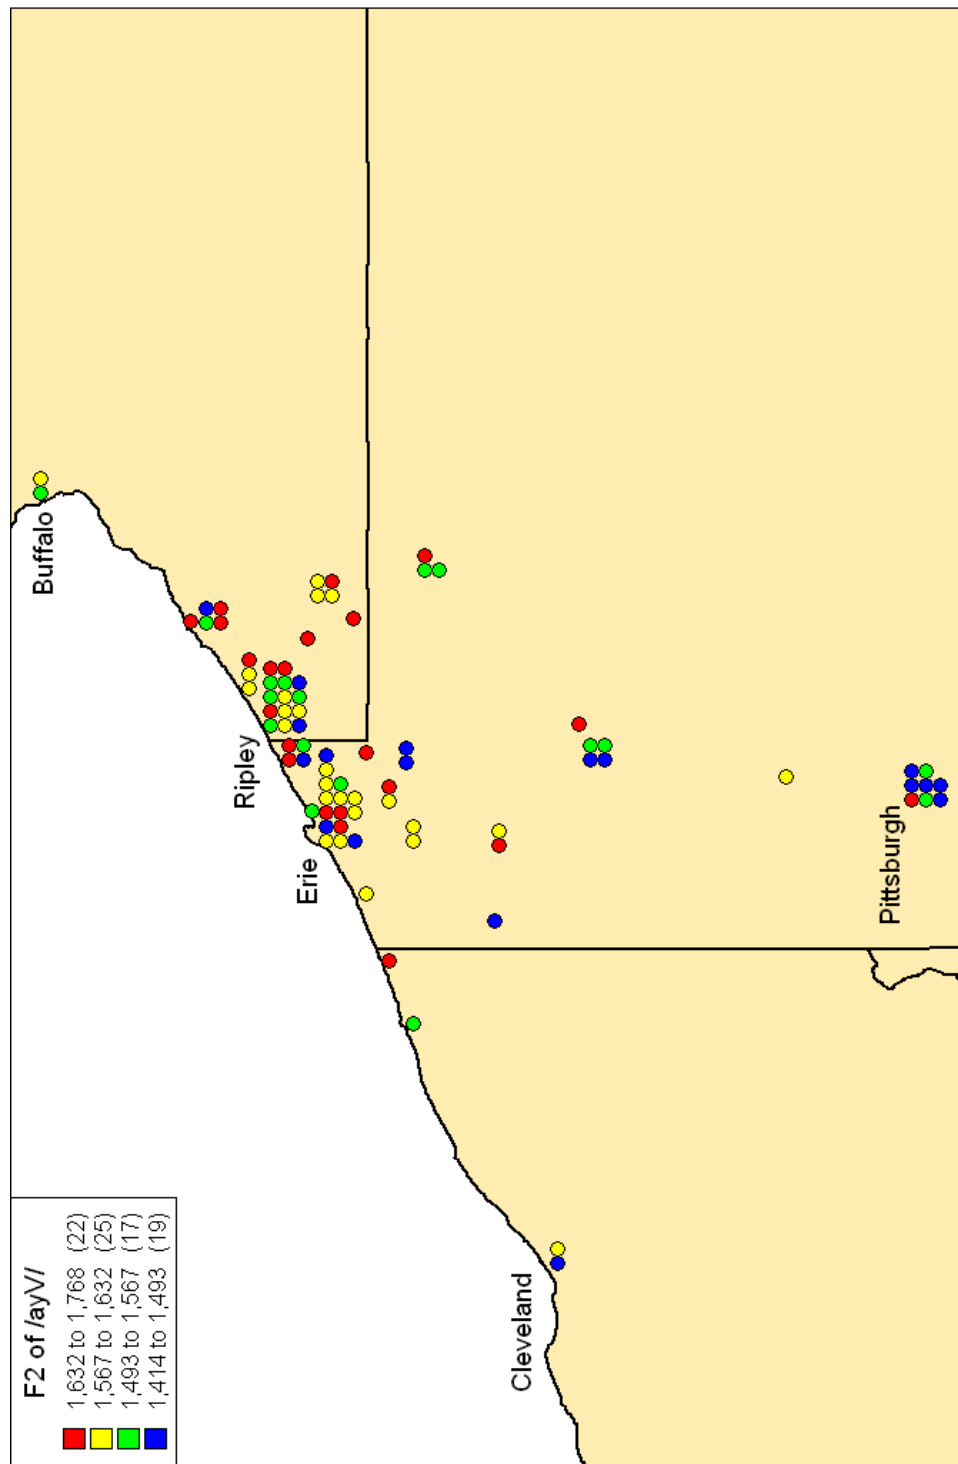 F2 of /ayV/
1,632 to 1,768 (22)
1,567 to 1,632 (25)
1,493 to 1,567 (17)
1,414 to 1,493 (19)
Buffalo
Ripley
Erie
Cleveland
Pittsburgh